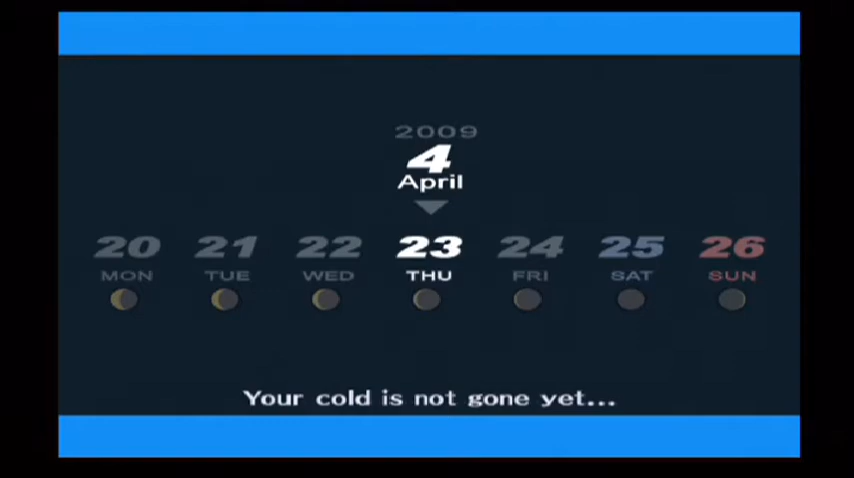 2009
4
April
20 21 22 23 24 25 26
MON TUE WED THU FRI SAT SUN
Your cold is not gone yet...